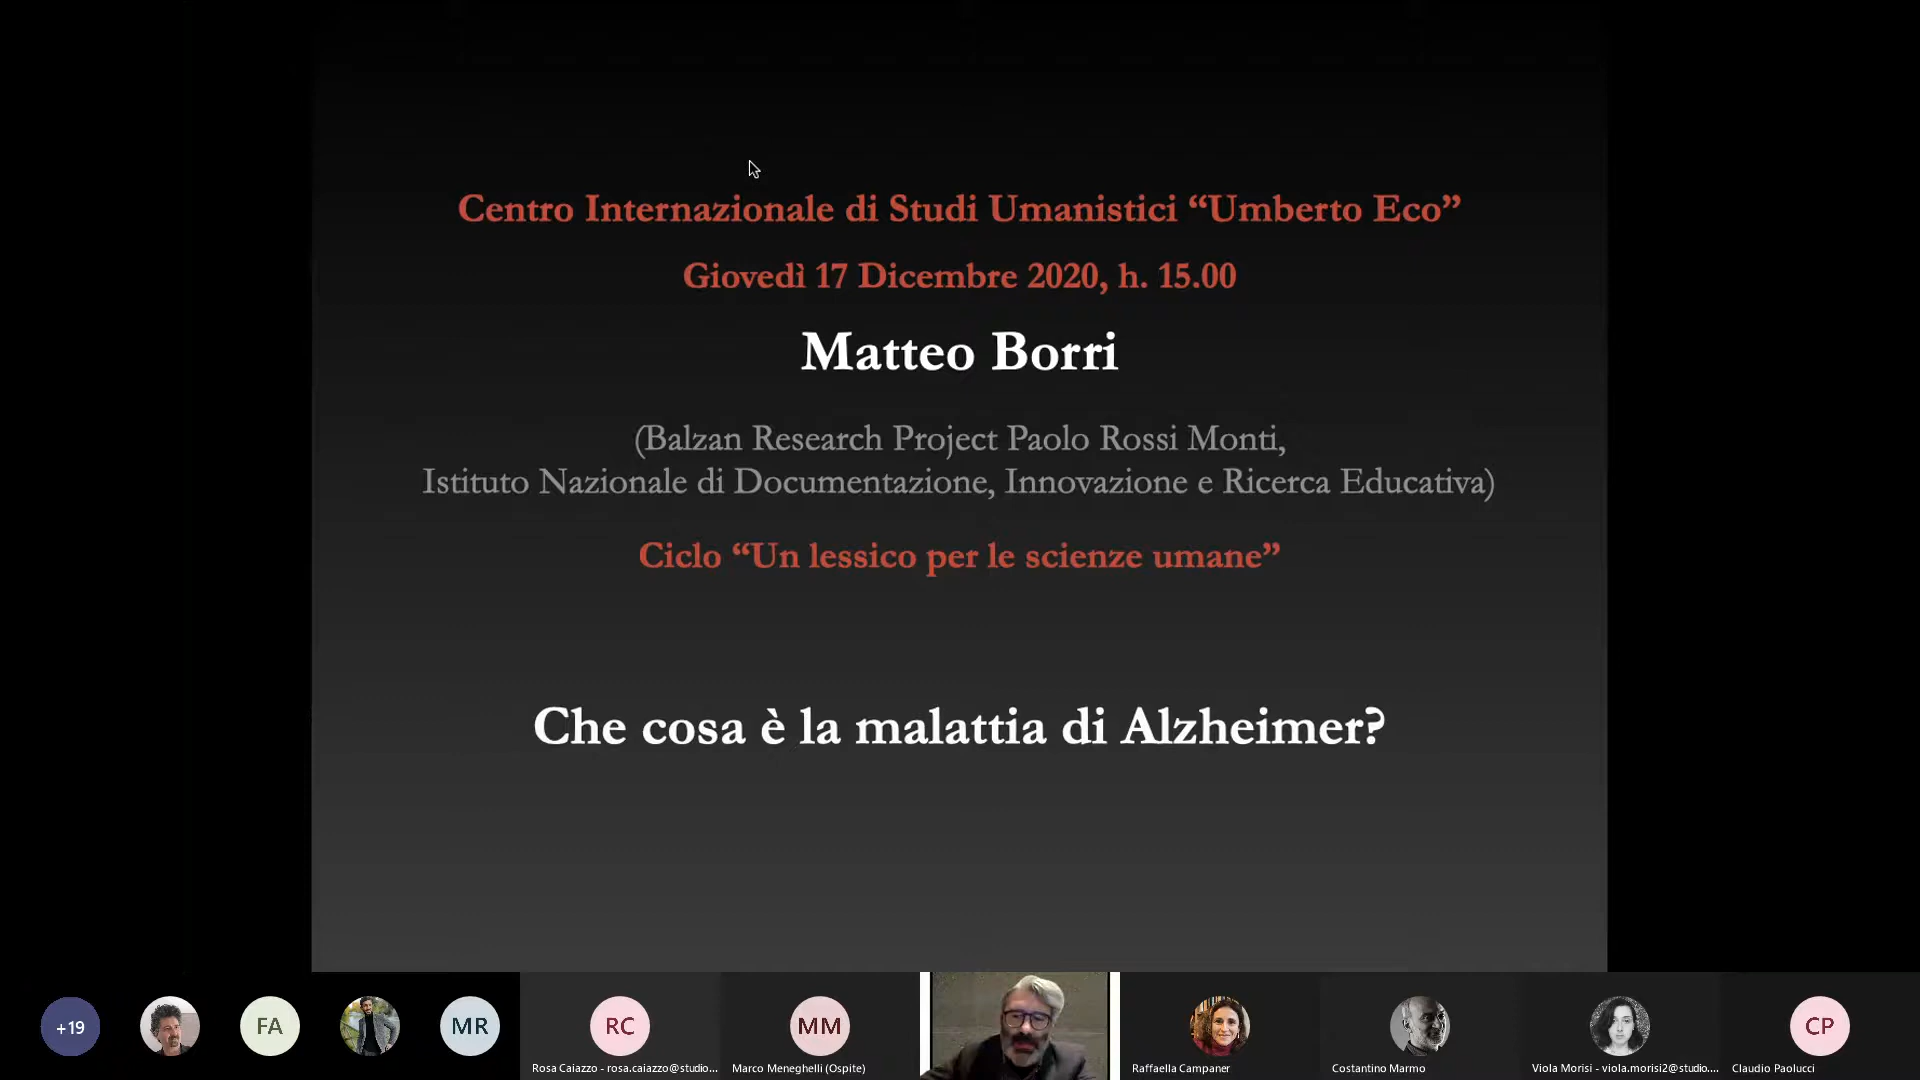 Centro Internazionale di Studi Umanistici “Umberto Eco”
Giovedì 17 Dicembre 2020, h. 15.00
Matteo Borri
(Balzan Research Project Paolo Rossi Monti,
Istituto Nazionale di Documentazione, Innovazione e Ricerca Educativa)
Ciclo “Un lessico per le scienze umane”
Che cosa è la malattia di Alzheimer?
+19
FA
MR
RC
MM
CP
Rosa Caiazzo - rosa.caiazzo@studio...
Marco Meneghelli (Ospite)
Raffaella Campaner
Costantino Marmo
Viola Morisi - viola.morisi2@studio....
Claudio Paolucci